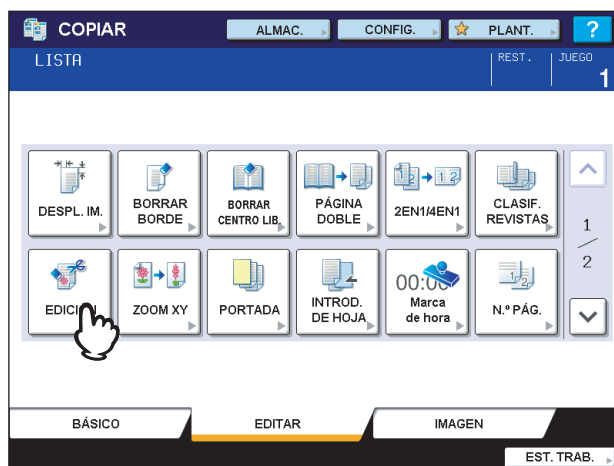 COPIAR
ALMAC.
CONFIG.
PLANT.
?
LISTA
REST.
JUEGO
1
DESPL. IM.
BORRAR
BORDE
BORRAR
CENTRO LIB.
PÁGINA
DOBLE
2EN1/4EN1
CLASIF.
REVISTAS
1
2
EDICI
ZOOM XY
PORTADA
INTROD.
DE HOJA
00:00
Marca
de hora
N.º PÁG.
BÁSICO
EDITAR
IMAGEN
EST. TRAB.